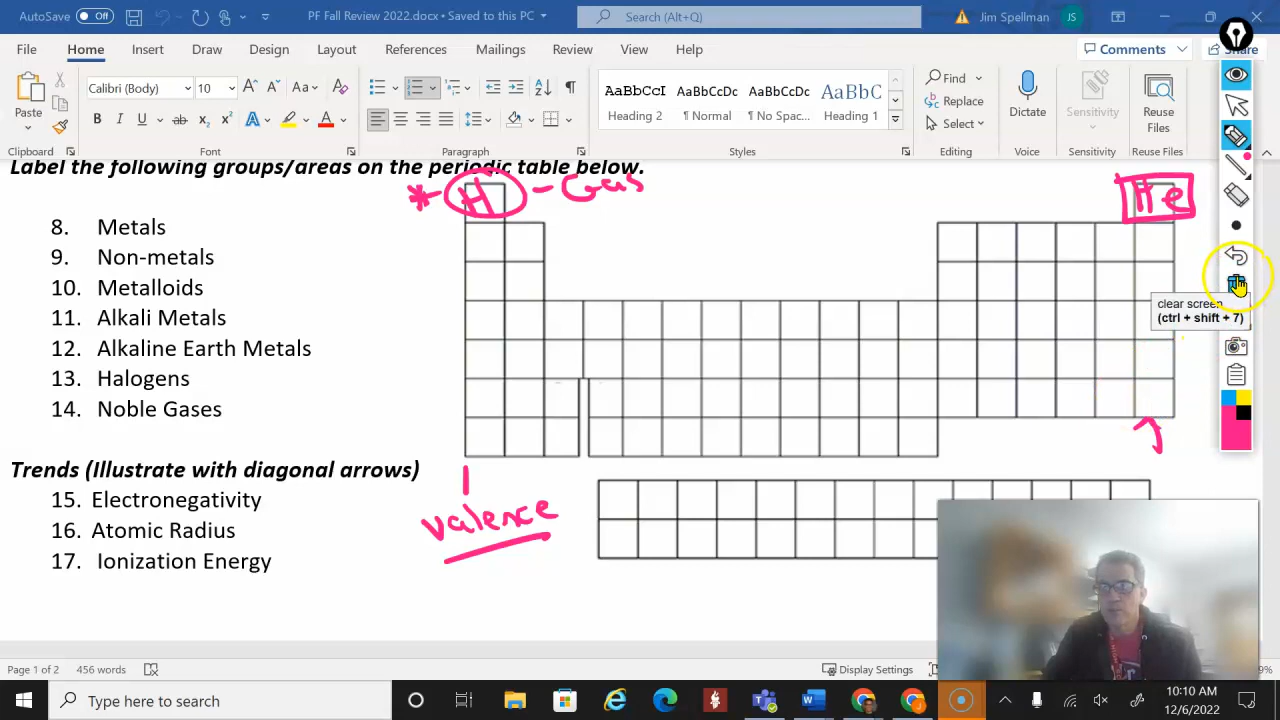 AutoSave Off PF Fall Review 2022.docx • Saved to this PC Search (Alt+Q) Jim Spellman JS
File Home Insert Draw Design Layout References Mailings Review View Help Comments Share
Calibri (Body) 10 A A Aa A
Paste B I U ab x₂ x² A A
AaBbCcI AaBbCcDc AaBbCcDc AaBbC
Heading 2 ¶ Normal ¶ No Spac... Heading 1
Find
Replace
Select
Dictate
Sensitivity
Reuse Files
Clipboard Font Paragraph Styles Editing Voice Sensitivity Reuse Files
Label the following groups/areas on the periodic table below.
* H - Gas He
8. Metals
9. Non-metals
10. Metalloids
11. Alkali Metals
12. Alkaline Earth Metals
13. Halogens
14. Noble Gases
clear screen
(ctrl + shift + 7)
Trends (Illustrate with diagonal arrows)
15. Electronegativity
16. Atomic Radius
17. Ionization Energy
valence
Page 1 of 2 456 words Display Settings 9%
Type here to search 10:10 AM
12/6/2022